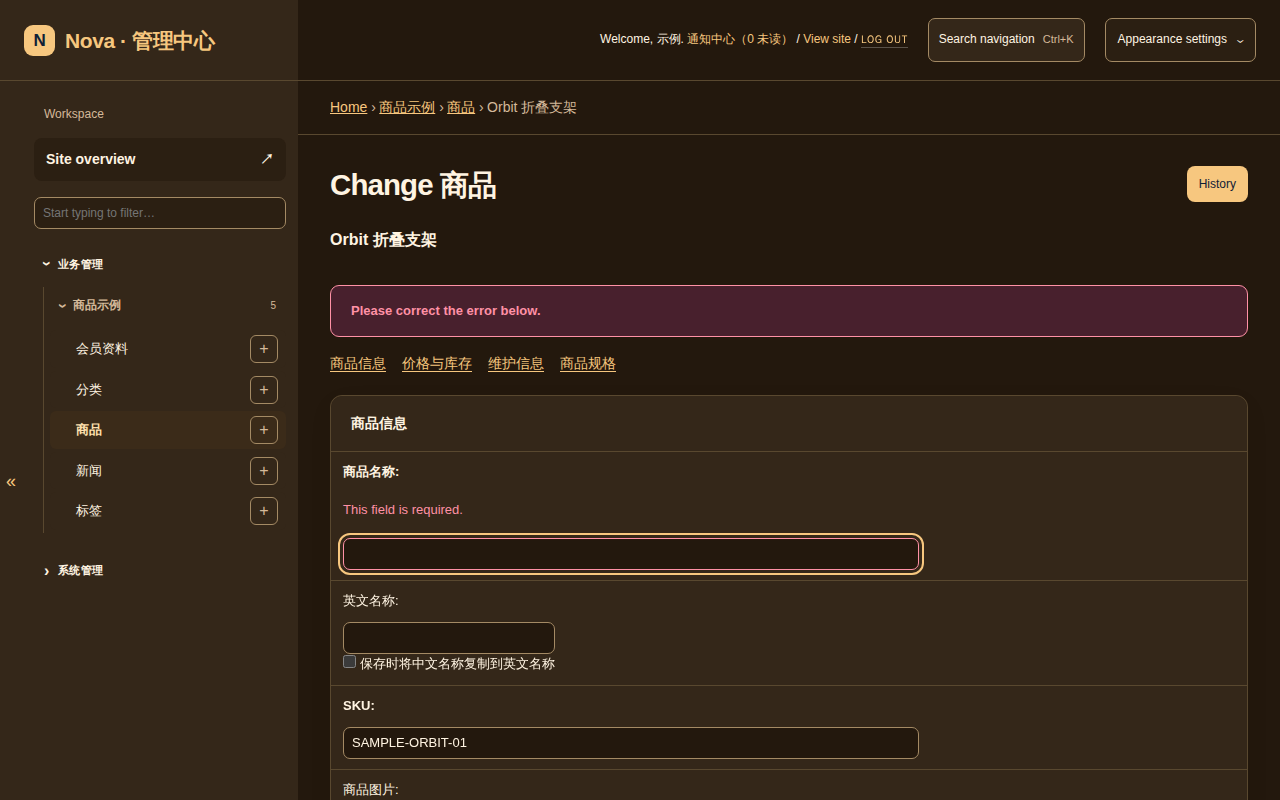 N Nova · 管理中心
Welcome, 示例. 通知中心（0 未读） / View site / LOG OUT
Search navigation Ctrl+K
Appearance settings
Workspace
Site overview
Start typing to filter…
业务管理
商品示例 5
会员资料 +
分类 +
商品 +
新闻 +
标签 +
系统管理
«
Home › 商品示例 › 商品 › Orbit 折叠支架
Change 商品
History
Orbit 折叠支架
Please correct the error below.
商品信息 价格与库存 维护信息 商品规格
商品信息
商品名称:
This field is required.
英文名称:
保存时将中文名称复制到英文名称
SKU:
SAMPLE-ORBIT-01
商品图片: